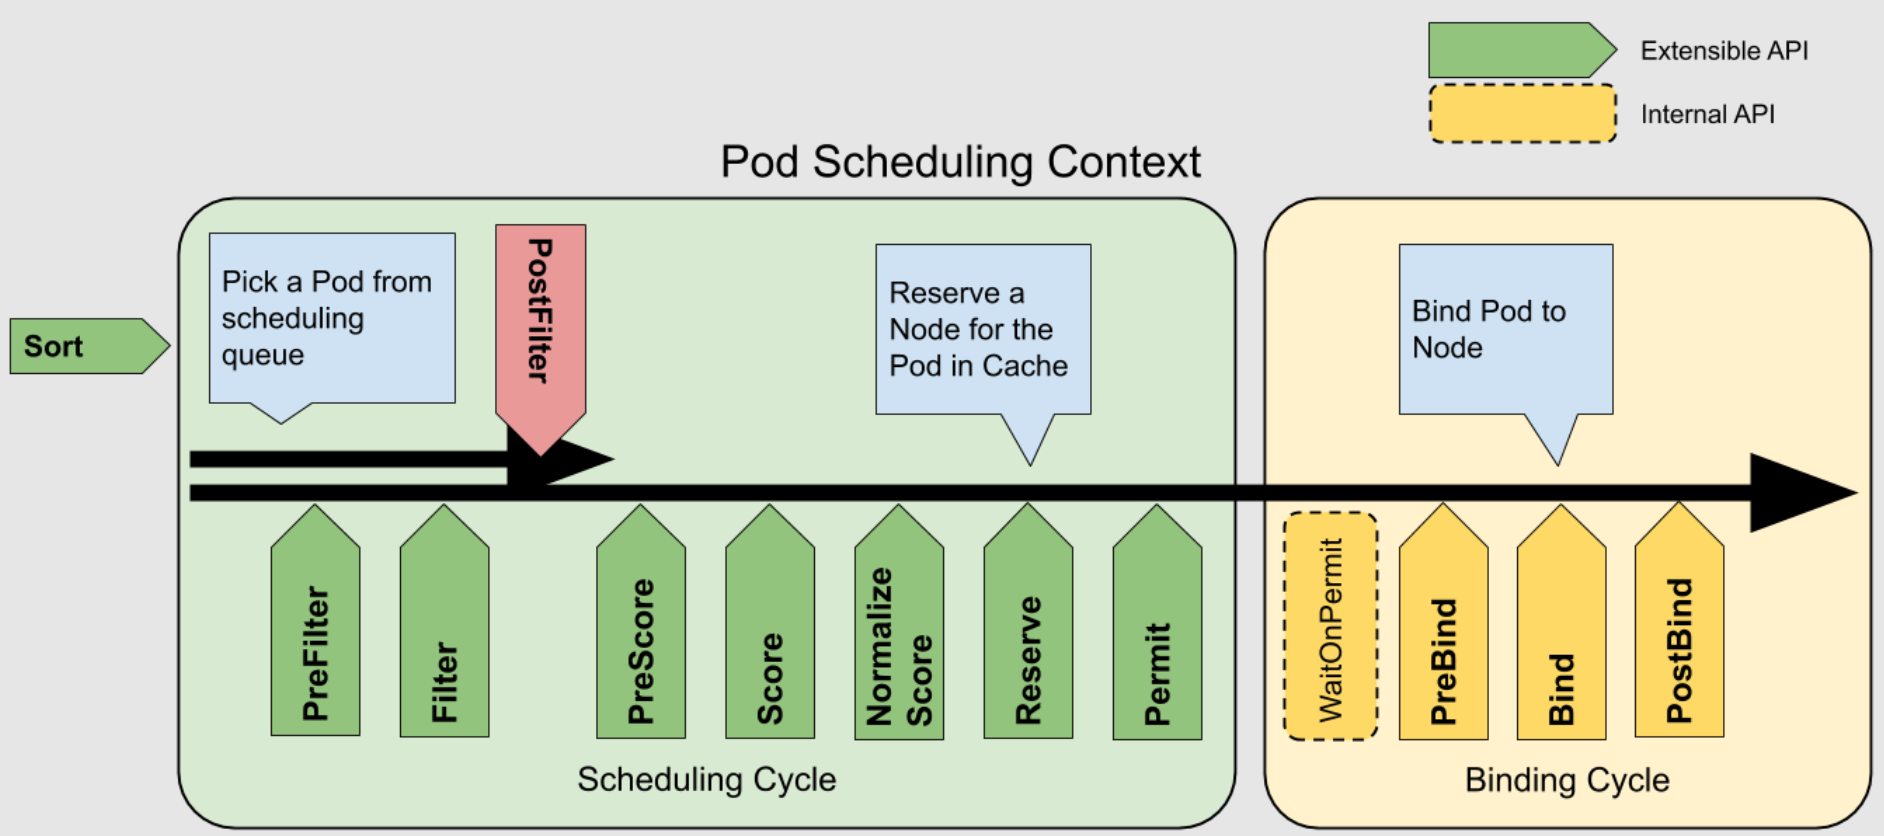 Extensible API
Internal API
Pod Scheduling Context
Sort
Pick a Pod from
scheduling
queue
PostFilter
Reserve a
Node for the
Pod in Cache
Bind Pod to
Node
PreFilter
Filter
PreScore
Score
Normalize
Score
Reserve
Permit
WaitOnPermit
PreBind
Bind
PostBind
Scheduling Cycle
Binding Cycle